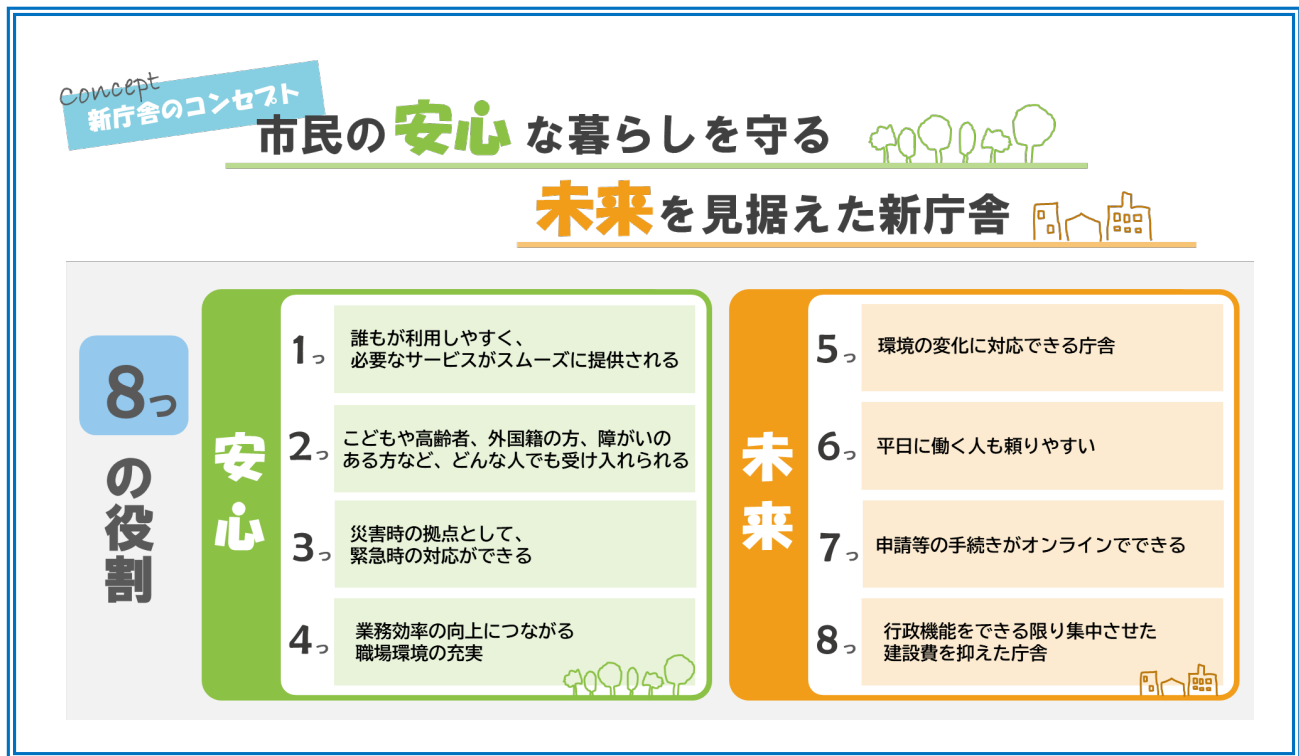 Concept
新庁舎のコンセプト
市民の安心な暮らしを守る
未来を見据えた新庁舎
8つ
の役割
安心
1っ
誰もが利用しやすく、
必要なサービスがスムーズに提供される
2っ
こどもや高齢者、外国籍の方、障がいの
ある方など、どんな人でも受け入れられる
3っ
災害時の拠点として、
緊急時の対応ができる
4っ
業務効率の向上につながる
職場環境の充実
未来
5っ
環境の変化に対応できる庁舎
6っ
平日に働く人も頼りやすい
7っ
申請等の手続きがオンラインでできる
8っ
行政機能をできる限り集中させた
建設費を抑えた庁舎